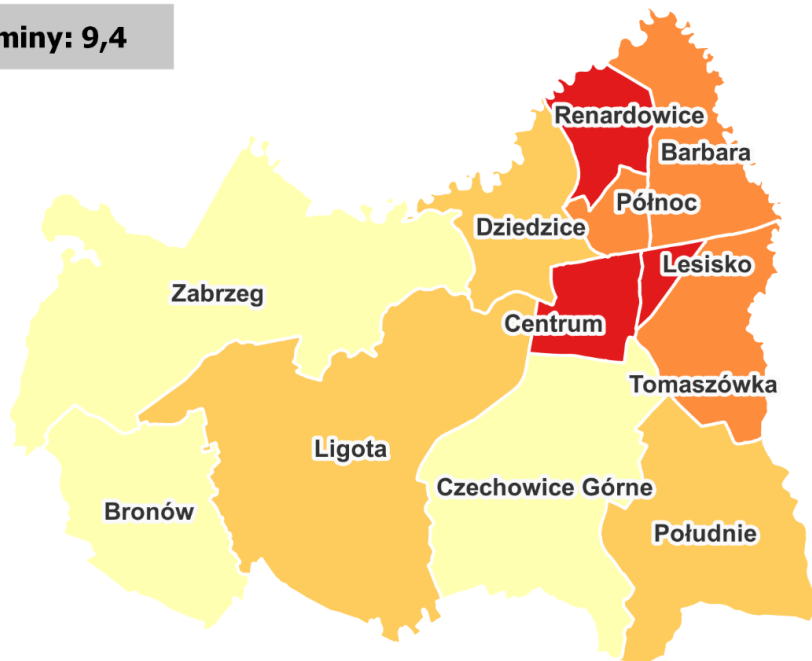 miny: 9,4
Renardowice
Barbara
Północ
Dziedzice
Lesisko
Zabrzeg
Centrum
Tomaszówka
Ligota
Czechowice Górne
Bronów
Południe